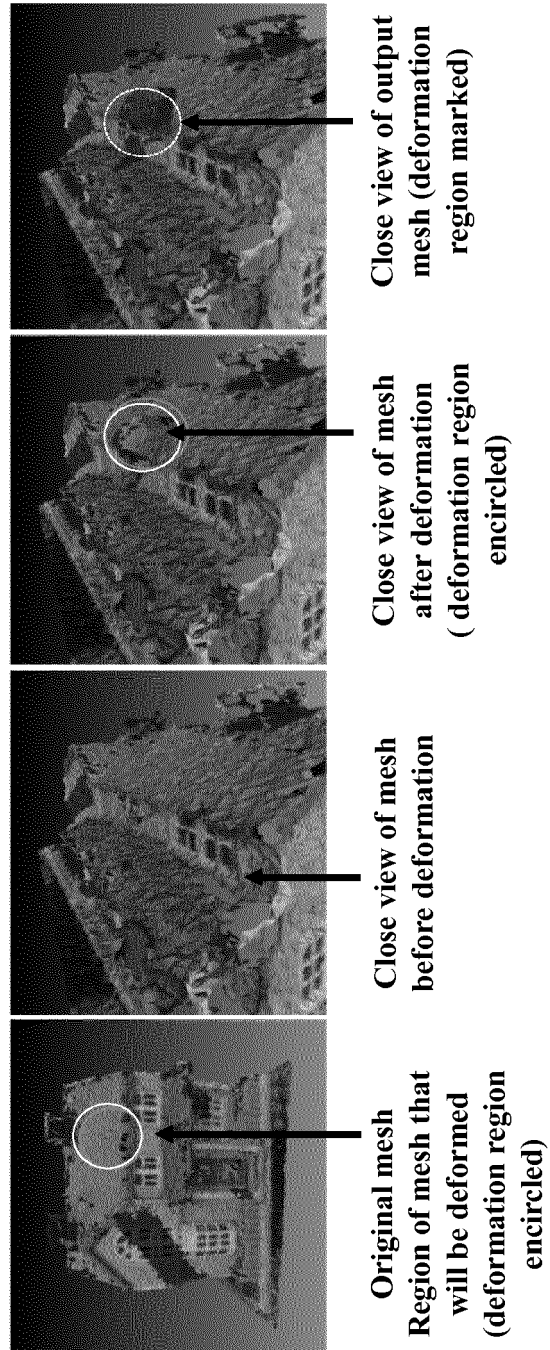 Original mesh
Region of mesh that
will be deformed
(deformation region
encircled)
Close view of mesh
before deformation
Close view of mesh
after deformation
( deformation region
encircled)
Close view of output
mesh (deformation
region marked)